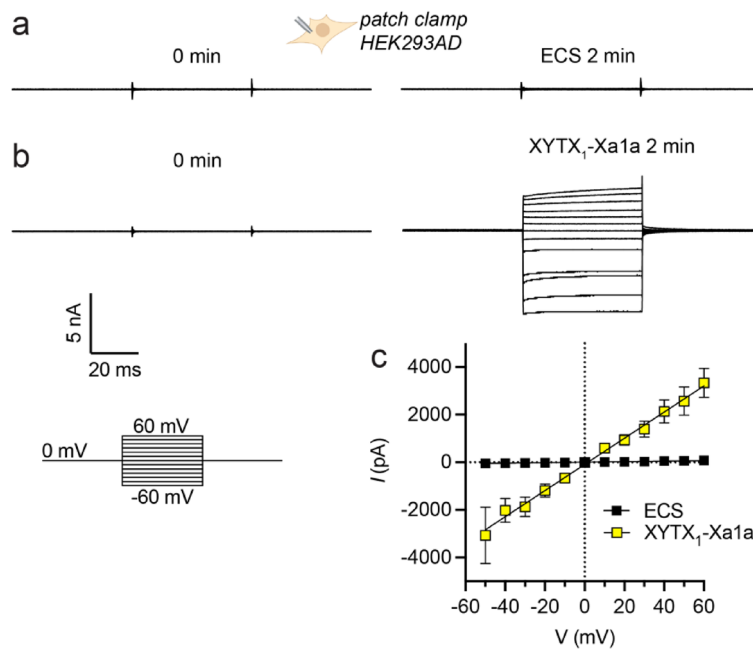 a
patch clamp
HEK293AD
0 min
ECS 2 min
b
0 min
XYTX₁-Xa1a 2 min
5 nA
20 ms
60 mV
0 mV
-60 mV
c
4000
2000
0
-2000
-4000
I (pA)
ECS
XYTX₁-Xa1a
-60 -40 -20 0 20 40 60
V (mV)